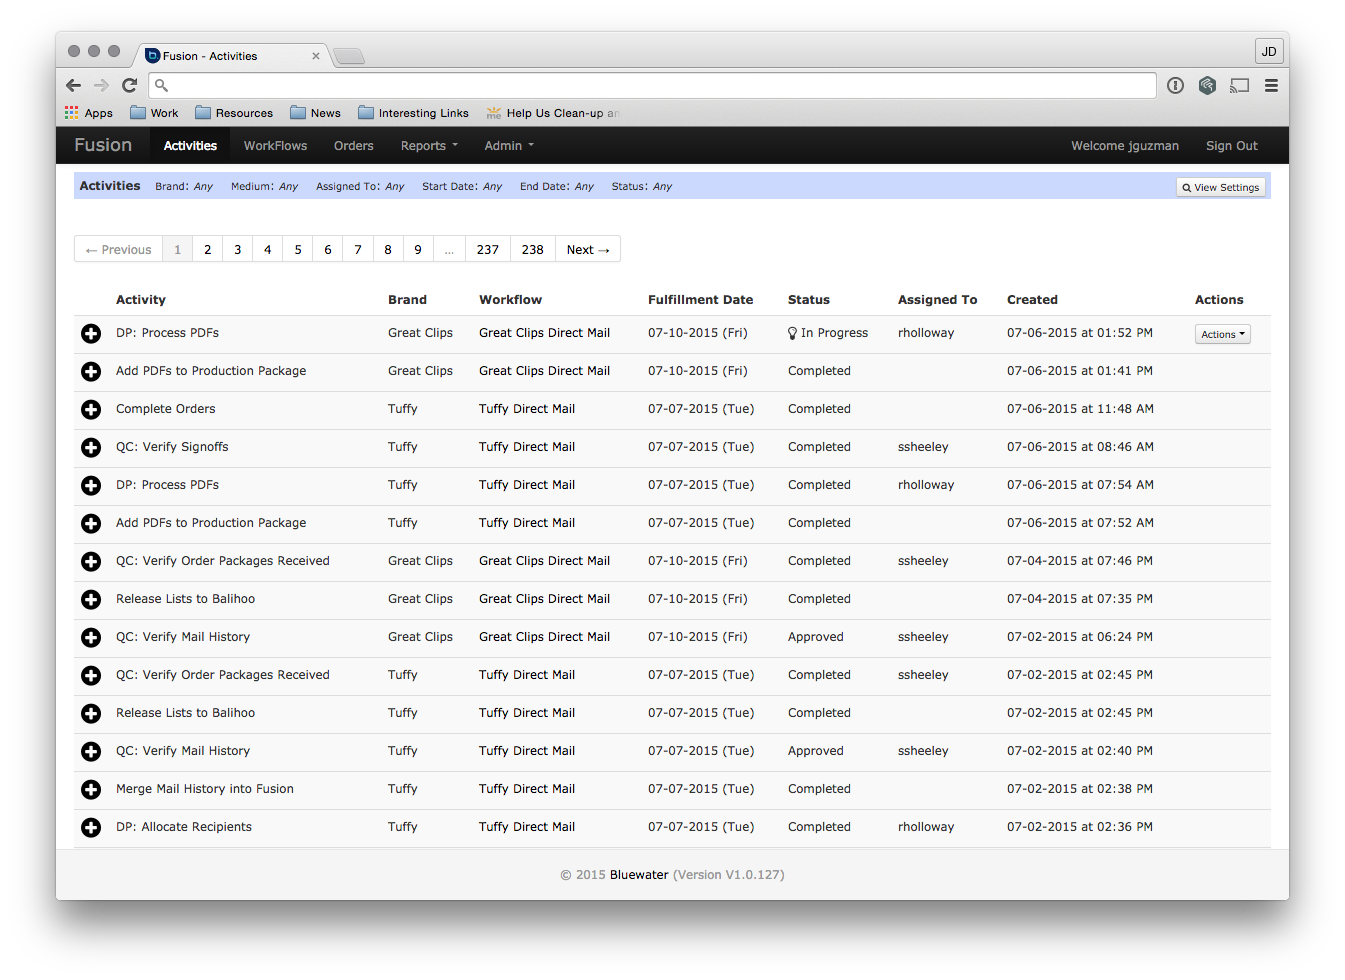 Fusion - Activities
JD
Apps Work Resources News Interesting Links Help Us Clean-up an
Fusion Activities WorkFlows Orders Reports Admin Welcome jguzman Sign Out
Activities Brand: Any Medium: Any Assigned To: Any Start Date: Any End Date: Any Status: Any View Settings
← Previous 1 2 3 4 5 6 7 8 9 ... 237 238 Next →
Activity Brand Workflow Fulfillment Date Status Assigned To Created Actions
DP: Process PDFs Great Clips Great Clips Direct Mail 07-10-2015 (Fri) In Progress rholloway 07-06-2015 at 01:52 PM Actions
Add PDFs to Production Package Great Clips Great Clips Direct Mail 07-10-2015 (Fri) Completed 07-06-2015 at 01:41 PM
Complete Orders Tuffy Tuffy Direct Mail 07-07-2015 (Tue) Completed 07-06-2015 at 11:48 AM
QC: Verify Signoffs Tuffy Tuffy Direct Mail 07-07-2015 (Tue) Completed ssheeley 07-06-2015 at 08:46 AM
DP: Process PDFs Tuffy Tuffy Direct Mail 07-07-2015 (Tue) Completed rholloway 07-06-2015 at 07:54 AM
Add PDFs to Production Package Tuffy Tuffy Direct Mail 07-07-2015 (Tue) Completed 07-06-2015 at 07:52 AM
QC: Verify Order Packages Received Great Clips Great Clips Direct Mail 07-10-2015 (Fri) Completed ssheeley 07-04-2015 at 07:46 PM
Release Lists to Balihoo Great Clips Great Clips Direct Mail 07-10-2015 (Fri) Completed 07-04-2015 at 07:35 PM
QC: Verify Mail History Great Clips Great Clips Direct Mail 07-10-2015 (Fri) Approved ssheeley 07-02-2015 at 06:24 PM
QC: Verify Order Packages Received Tuffy Tuffy Direct Mail 07-07-2015 (Tue) Completed ssheeley 07-02-2015 at 02:45 PM
Release Lists to Balihoo Tuffy Tuffy Direct Mail 07-07-2015 (Tue) Completed 07-02-2015 at 02:45 PM
QC: Verify Mail History Tuffy Tuffy Direct Mail 07-07-2015 (Tue) Approved ssheeley 07-02-2015 at 02:40 PM
Merge Mail History into Fusion Tuffy Tuffy Direct Mail 07-07-2015 (Tue) Completed 07-02-2015 at 02:38 PM
DP: Allocate Recipients Tuffy Tuffy Direct Mail 07-07-2015 (Tue) Completed rholloway 07-02-2015 at 02:36 PM
© 2015 Bluewater (Version V1.0.127)